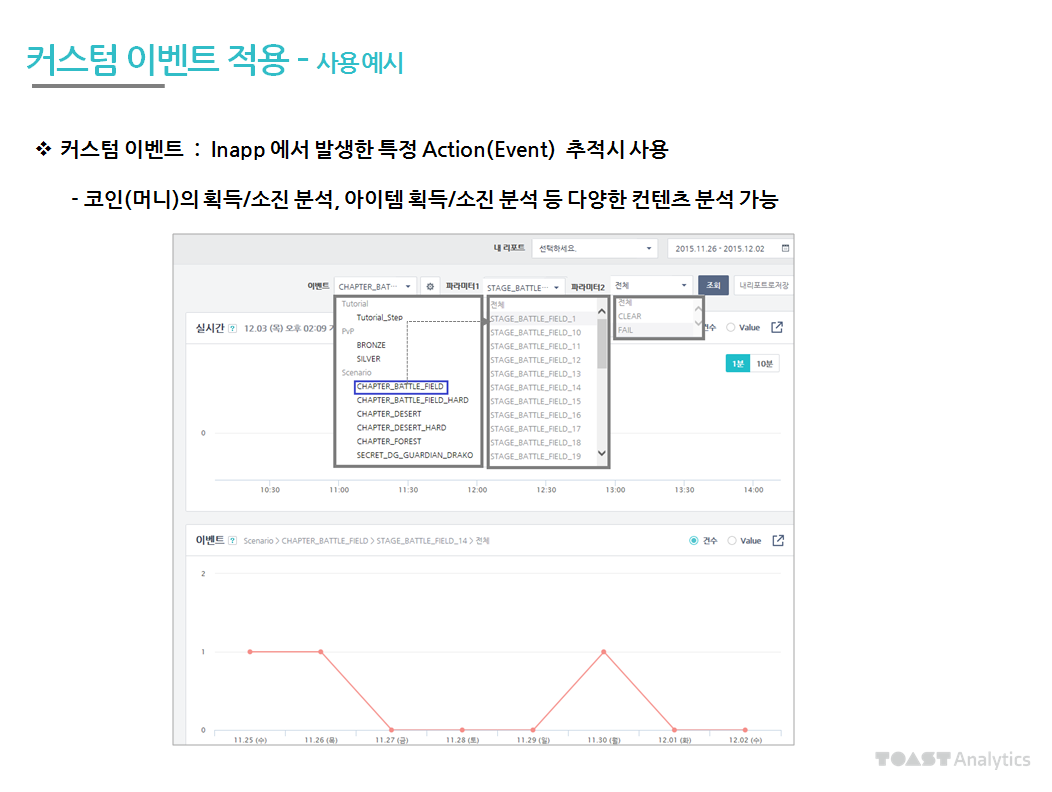 커스텀 이벤트 적용 - 사용예시
❖ 커스텀 이벤트 : Inapp 에서 발생한 특정 Action(Event) 추적시 사용
- 코인(머니)의 획득/소진 분석, 아이템 획득/소진 분석 등 다양한 컨텐츠 분석 가능
내 리포트 선택하세요. 2015.11.26 - 2015.12.02
이벤트 CHAPTER_BAT··· 파라미터1 STAGE_BATTLE··· 파라미터2 전체 조회 내리포트로저장
Tutorial
Tutorial_Step
PvP
BRONZE
SILVER
Scenario
CHAPTER_BATTLE_FIELD
CHAPTER_BATTLE_FIELD_HARD
CHAPTER_DESERT
CHAPTER_DESERT_HARD
CHAPTER_FOREST
SECRET_DG_GUARDIAN_DRAKO
전체
STAGE_BATTLE_FIELD_1
STAGE_BATTLE_FIELD_10
STAGE_BATTLE_FIELD_11
STAGE_BATTLE_FIELD_12
STAGE_BATTLE_FIELD_13
STAGE_BATTLE_FIELD_14
STAGE_BATTLE_FIELD_15
STAGE_BATTLE_FIELD_16
STAGE_BATTLE_FIELD_17
STAGE_BATTLE_FIELD_18
STAGE_BATTLE_FIELD_19
전체
CLEAR
FAIL
실시간 ? 12.03 (목) 오후 02:09 건수 Value
1분 10분
0
10:30 11:00 11:30 12:00 12:30 13:00 13:30 14:00
이벤트 ? Scenario > CHAPTER_BATTLE_FIELD > STAGE_BATTLE_FIELD_14 > 전체 건수 Value
2
1
0
11.25 (수) 11.26 (목) 11.27 (금) 11.28 (토) 11.29 (일) 11.30 (월) 12.01 (화) 12.02 (수)
TOAST Analytics